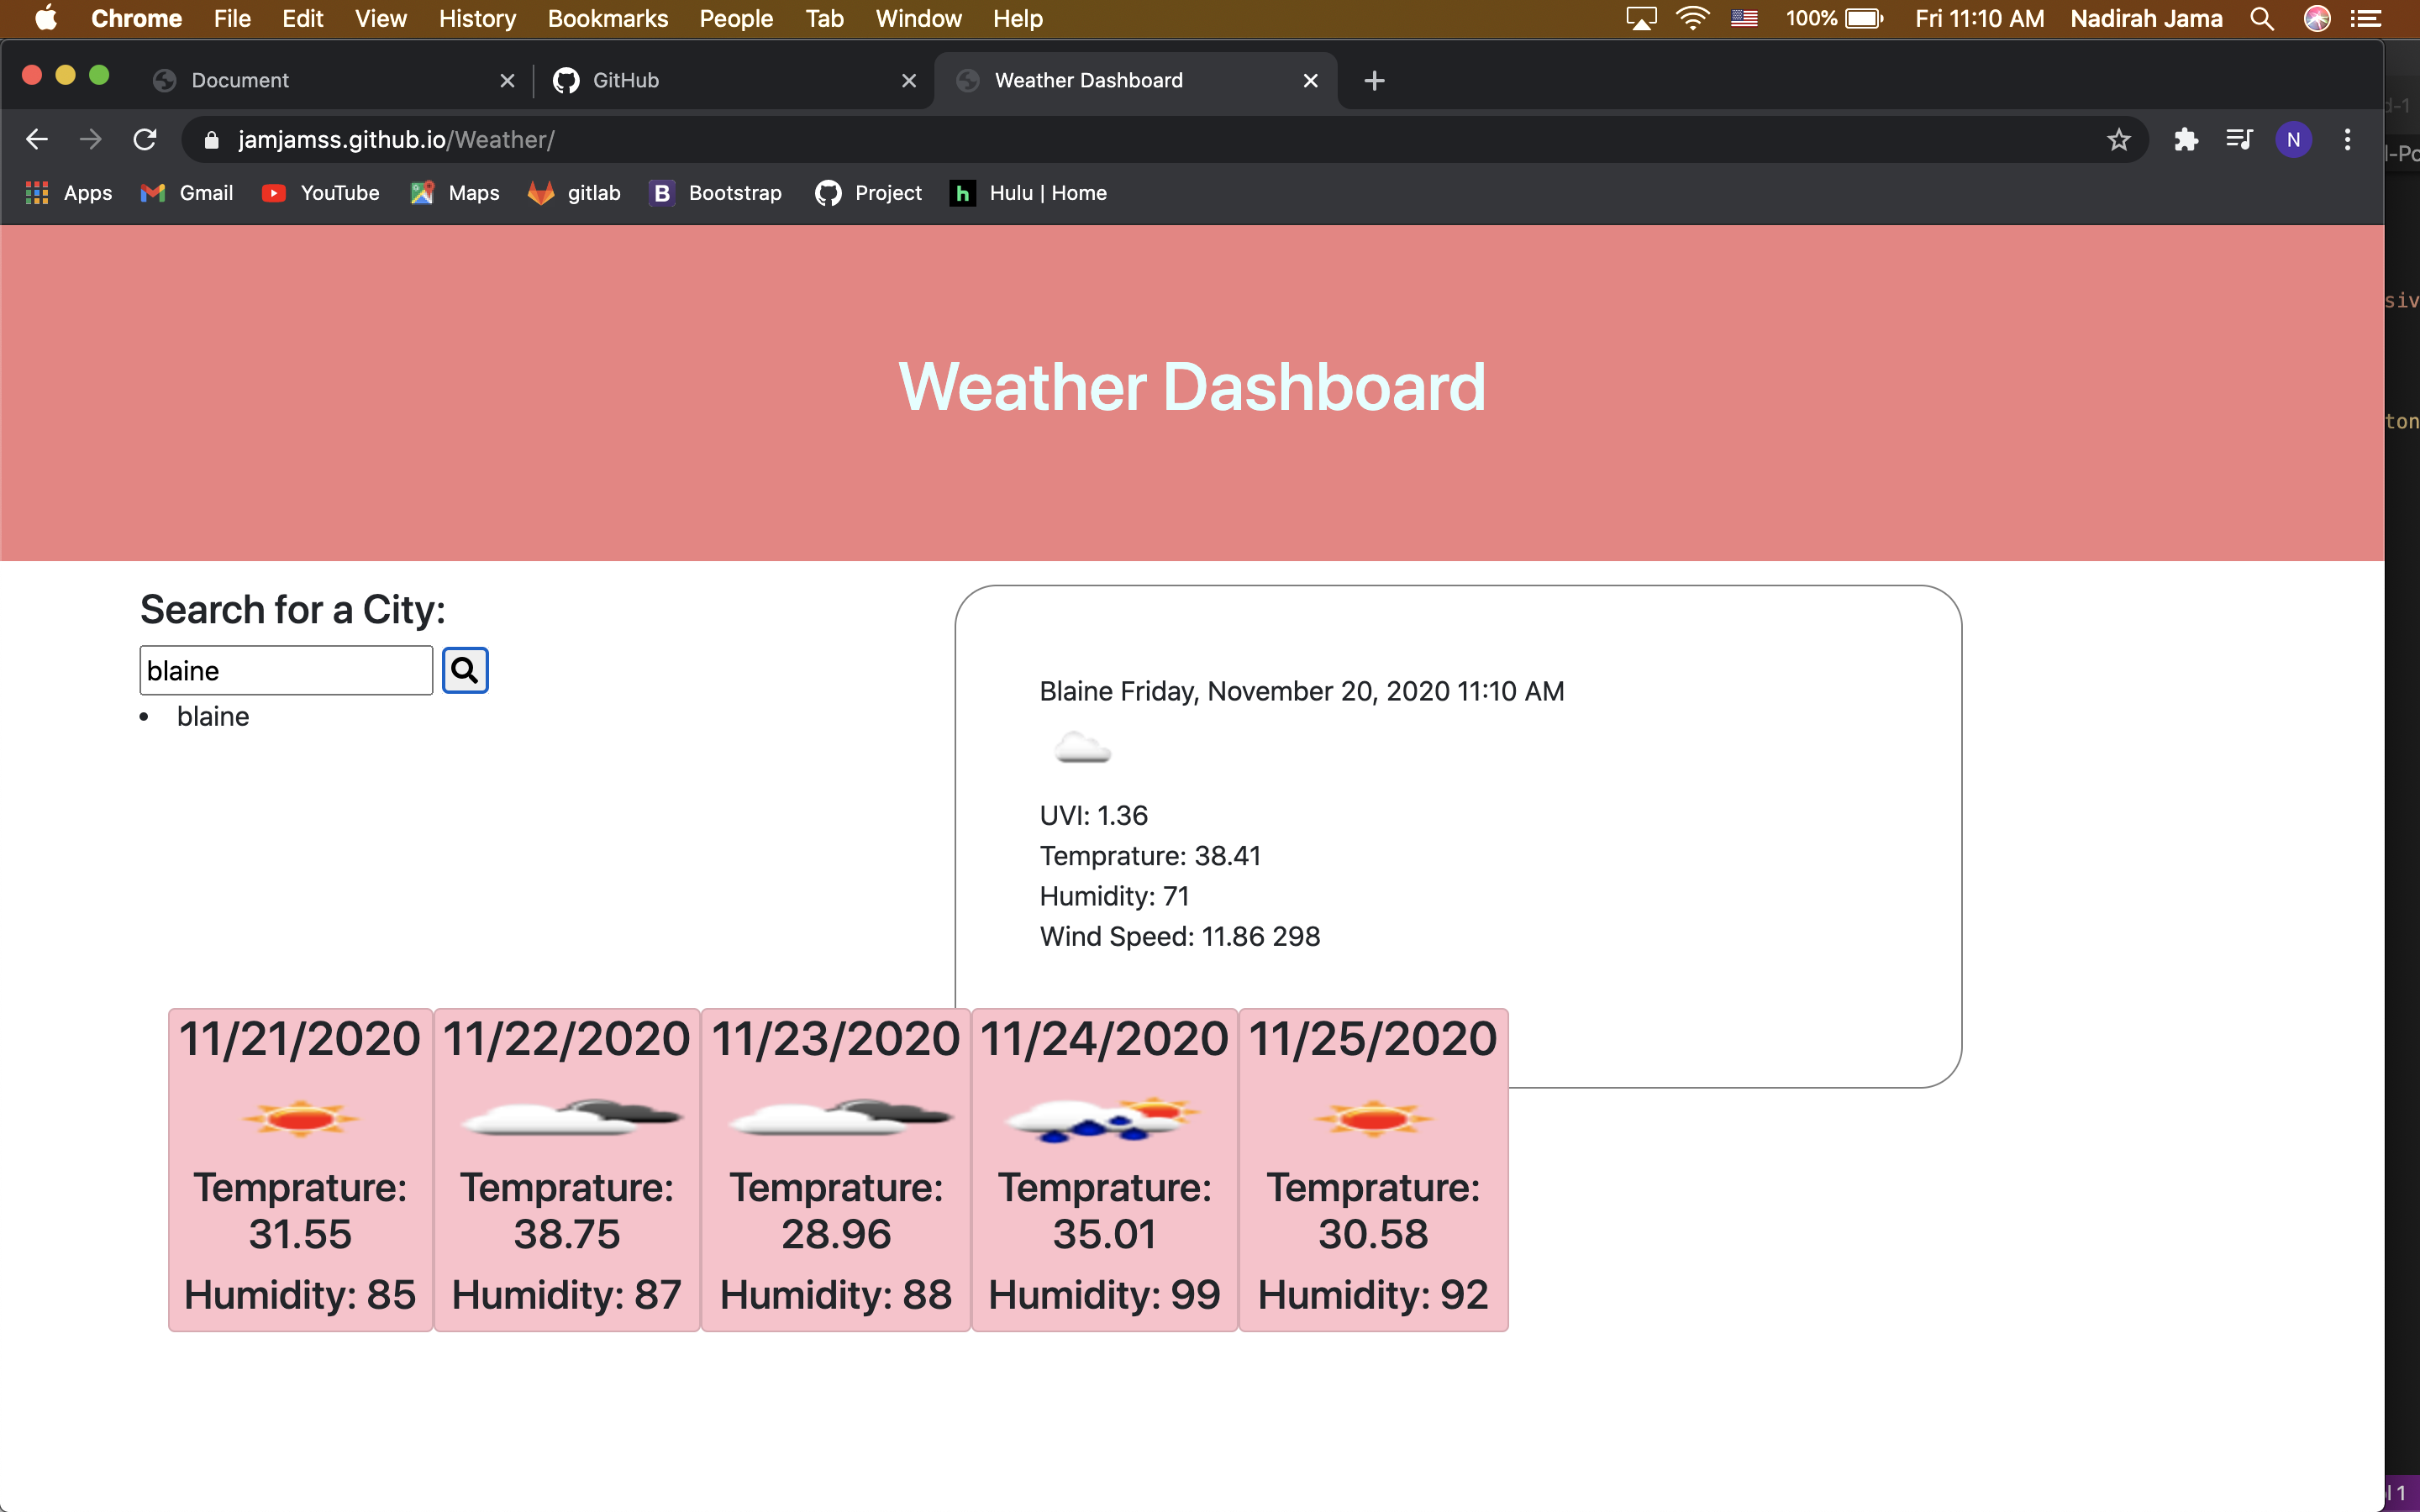 Chrome File Edit View History Bookmarks People Tab Window Help 100% Fri 11:10 AM Nadirah Jama
Document GitHub Weather Dashboard
jamjamss.github.io/Weather/ N
Apps Gmail YouTube Maps gitlab B Bootstrap Project h Hulu | Home
Weather Dashboard
Search for a City:
blaine
blaine
Blaine Friday, November 20, 2020 11:10 AM
UVI: 1.36
Temprature: 38.41
Humidity: 71
Wind Speed: 11.86 298
11/21/2020 11/22/2020 11/23/2020 11/24/2020 11/25/2020
Temprature: Temprature: Temprature: Temprature: Temprature:
31.55 38.75 28.96 35.01 30.58
Humidity: 85 Humidity: 87 Humidity: 88 Humidity: 99 Humidity: 92